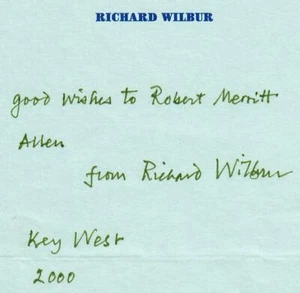 RICHARD WILBUR
good wishes to Robert Merritt
Allen
from Richard Wilbur
Key West
2000